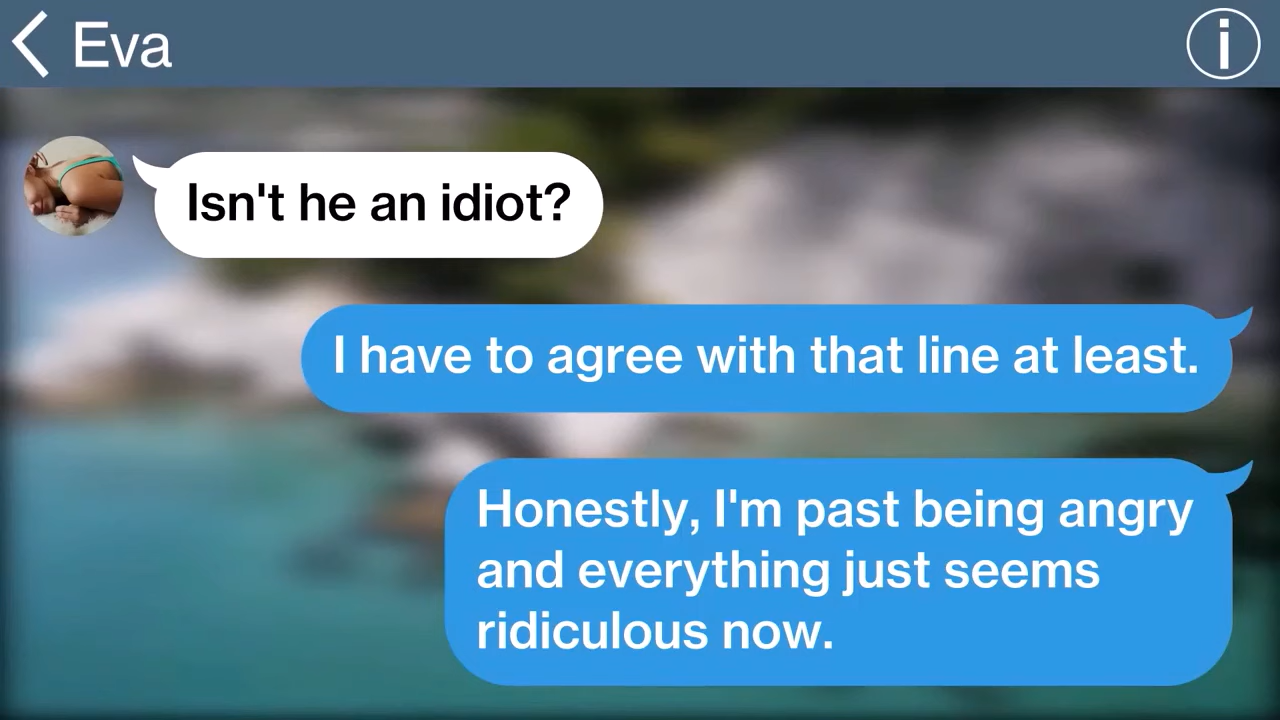 Eva
Isn't he an idiot?
I have to agree with that line at least.
Honestly, I'm past being angry
and everything just seems
ridiculous now.